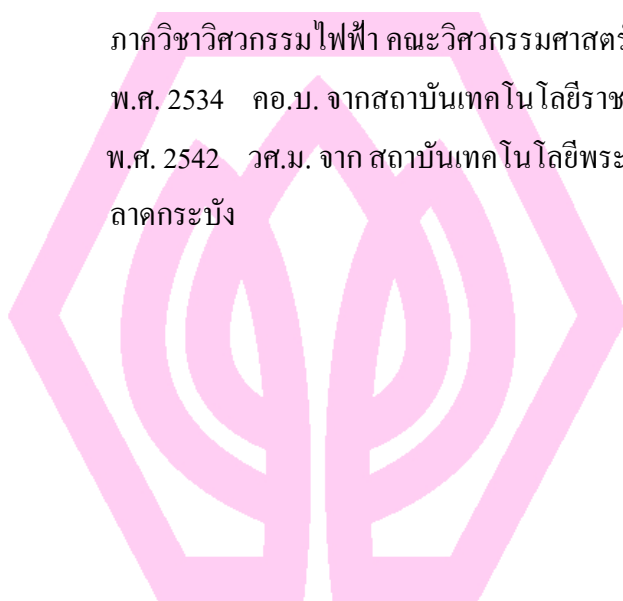 ภาควิชาวิศวกรรมไฟฟ้า คณะวิศวกรรมศาสตร์
พ.ศ. 2534 คอ.บ. จากสถาบันเทคโนโลยีราช
พ.ศ. 2542 วศ.ม. จาก สถาบันเทคโนโลยีพระ
ลาดกระบัง